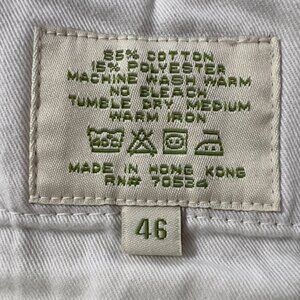 85% COTTON
15% POLYESTER
MACHINE WASH WARM
NO BLEACH
TUMBLE DRY MEDIUM
WARM IRON
MADE IN HONG KONG
RN# 70524
46